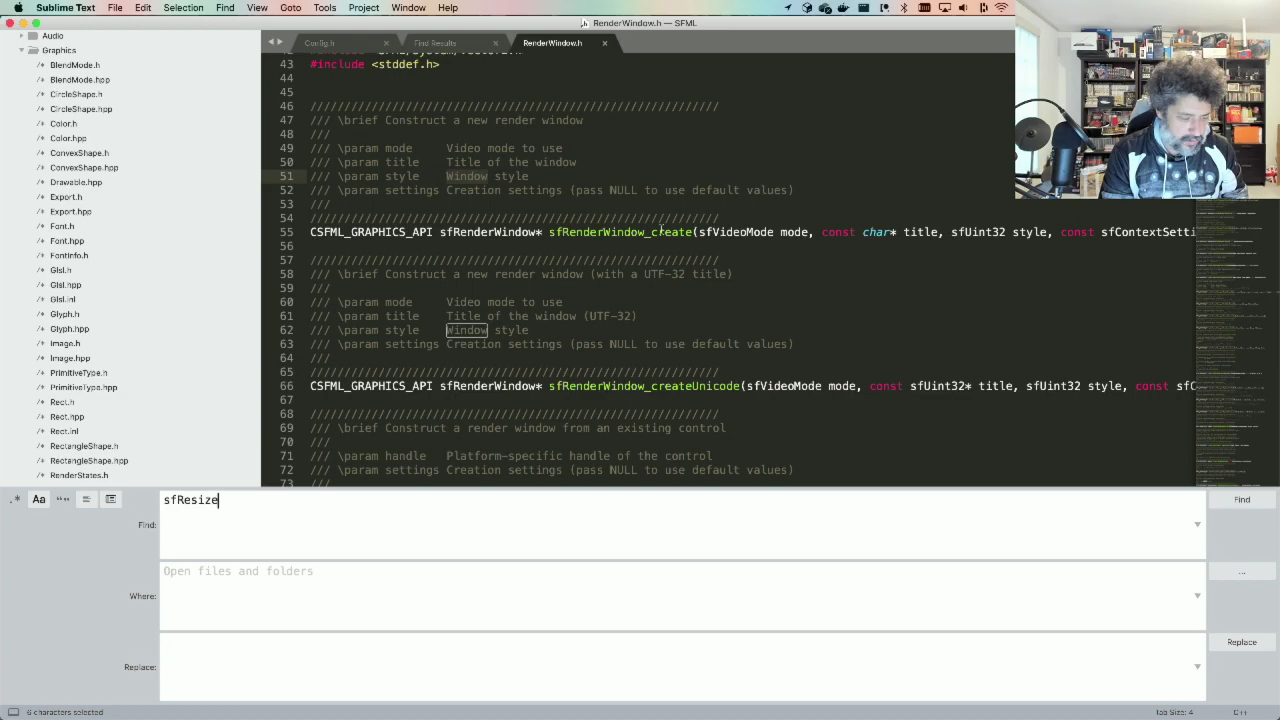 Sublime Text File Edit Selection Find View Goto Tools Project Window Help
RenderWindow.h — SFML
Audio
Graphics
BlendMode.h
BlendMode.hpp
CircleShape.h
CircleShape.hpp
Color.h
Color.hpp
ConvexShape.h
ConvexShape.hpp
Drawable.hpp
Export.h
Export.hpp
Font.h
Font.hpp
FontInfo.h
Glsl.h
Glsl.hpp
Glsl.inl
Glyph.h
Glyph.hpp
Image.h
Image.hpp
PrimitiveType.h
PrimitiveType.hpp
Rect.h
Rect.hpp
Rect.inl
RectangleShape.h
RectangleShape.hpp
RenderStates.h
Config.h
Find Results
RenderWindow.h
43 #include <stddef.h>
44
45
46 ////////////////////////////////////////////////////////////
47 /// \brief Construct a new render window
48 ///
49 /// \param mode Video mode to use
50 /// \param title Title of the window
51 /// \param style Window style
52 /// \param settings Creation settings (pass NULL to use default values)
53 ///
54 ////////////////////////////////////////////////////////////
55 CSFML_GRAPHICS_API sfRenderWindow* sfRenderWindow_create(sfVideoMode mode, const char* title, sfUint32 style, const sfContextSetti
56
57 ////////////////////////////////////////////////////////////
58 /// \brief Construct a new render window (with a UTF-32 title)
59 ///
60 /// \param mode Video mode to use
61 /// \param title Title of the window (UTF-32)
62 /// \param style Window style
63 /// \param settings Creation settings (pass NULL to use default values)
64 ///
65 ////////////////////////////////////////////////////////////
66 CSFML_GRAPHICS_API sfRenderWindow* sfRenderWindow_createUnicode(sfVideoMode mode, const sfUint32* title, sfUint32 style, const sfC
67
68 ////////////////////////////////////////////////////////////
69 /// \brief Construct a render window from an existing control
70 ///
71 /// \param handle Platform-specific handle of the control
72 /// \param settings Creation settings (pass NULL to use default values)
73 ///
.* Aa “”
Find: sfResize
Find
Where: Open files and folders
...
Replace:
Replace
6 characters selected
Tab Size: 4
C++